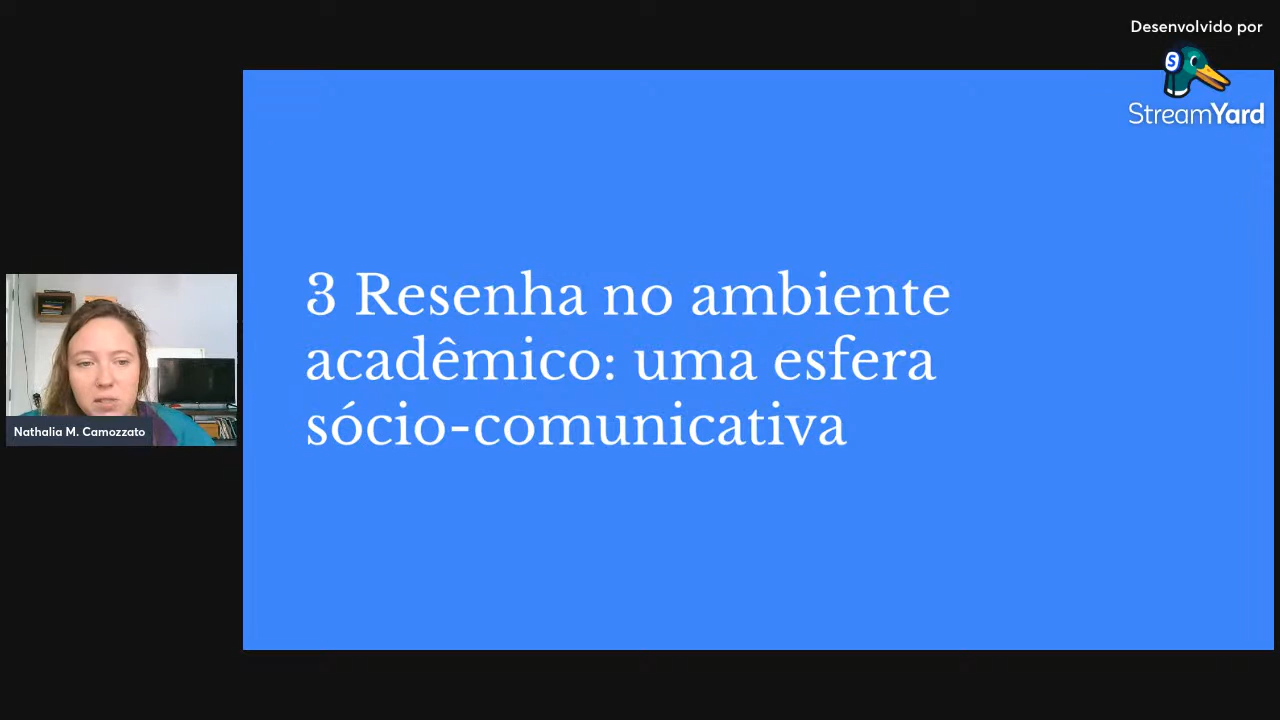 Desenvolvido por
S
StreamYard
3 Resenha no ambiente
acadêmico: uma esfera
sócio-comunicativa
Nathalia M. Camozzato